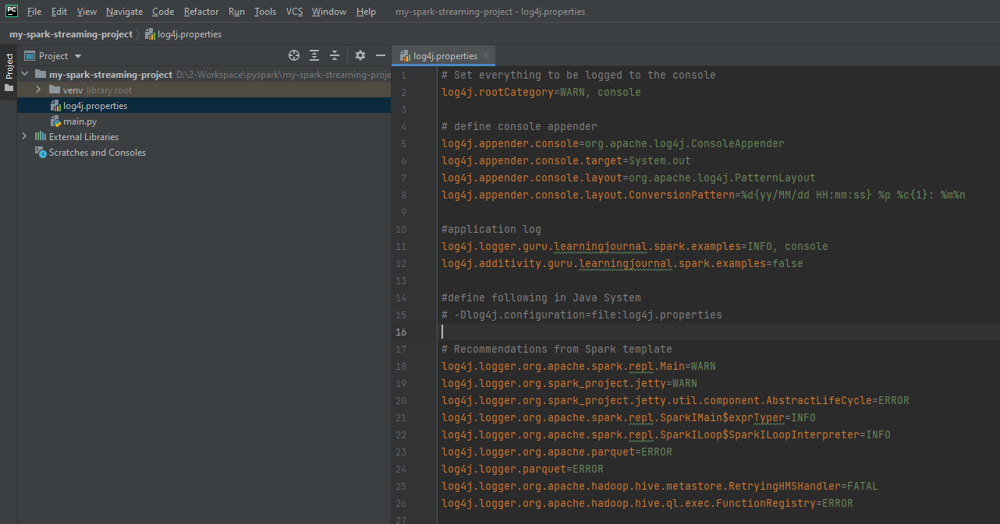 PC File Edit View Navigate Code Refactor Run Tools VCS Window Help my-spark-streaming-project - log4j.properties
my-spark-streaming-project log4j.properties
Project
Project
my-spark-streaming-project D:\2-Workspace\pyspark\my-spark-streaming-proje
venv library root
log4j.properties
main.py
External Libraries
Scratches and Consoles
log4j.properties
1 # Set everything to be logged to the console
2 log4j.rootCategory=WARN, console
3
4 # define console appender
5 log4j.appender.console=org.apache.log4j.ConsoleAppender
6 log4j.appender.console.target=System.out
7 log4j.appender.console.layout=org.apache.log4j.PatternLayout
8 log4j.appender.console.layout.ConversionPattern=%d{yy/MM/dd HH:mm:ss} %p %c{1}: %m%n
9
10 #application log
11 log4j.logger.guru.learningjournal.spark.examples=INFO, console
12 log4j.additivity.guru.learningjournal.spark.examples=false
13
14 #define following in Java System
15 # -Dlog4j.configuration=file:log4j.properties
16
17 # Recommendations from Spark template
18 log4j.logger.org.apache.spark.repl.Main=WARN
19 log4j.logger.org.spark_project.jetty=WARN
20 log4j.logger.org.spark_project.jetty.util.component.AbstractLifeCycle=ERROR
21 log4j.logger.org.apache.spark.repl.SparkIMain$exprTyper=INFO
22 log4j.logger.org.apache.spark.repl.SparkILoop$SparkILoopInterpreter=INFO
23 log4j.logger.org.apache.parquet=ERROR
24 log4j.logger.parquet=ERROR
25 log4j.logger.org.apache.hadoop.hive.metastore.RetryingHMSHandler=FATAL
26 log4j.logger.org.apache.hadoop.hive.ql.exec.FunctionRegistry=ERROR
27